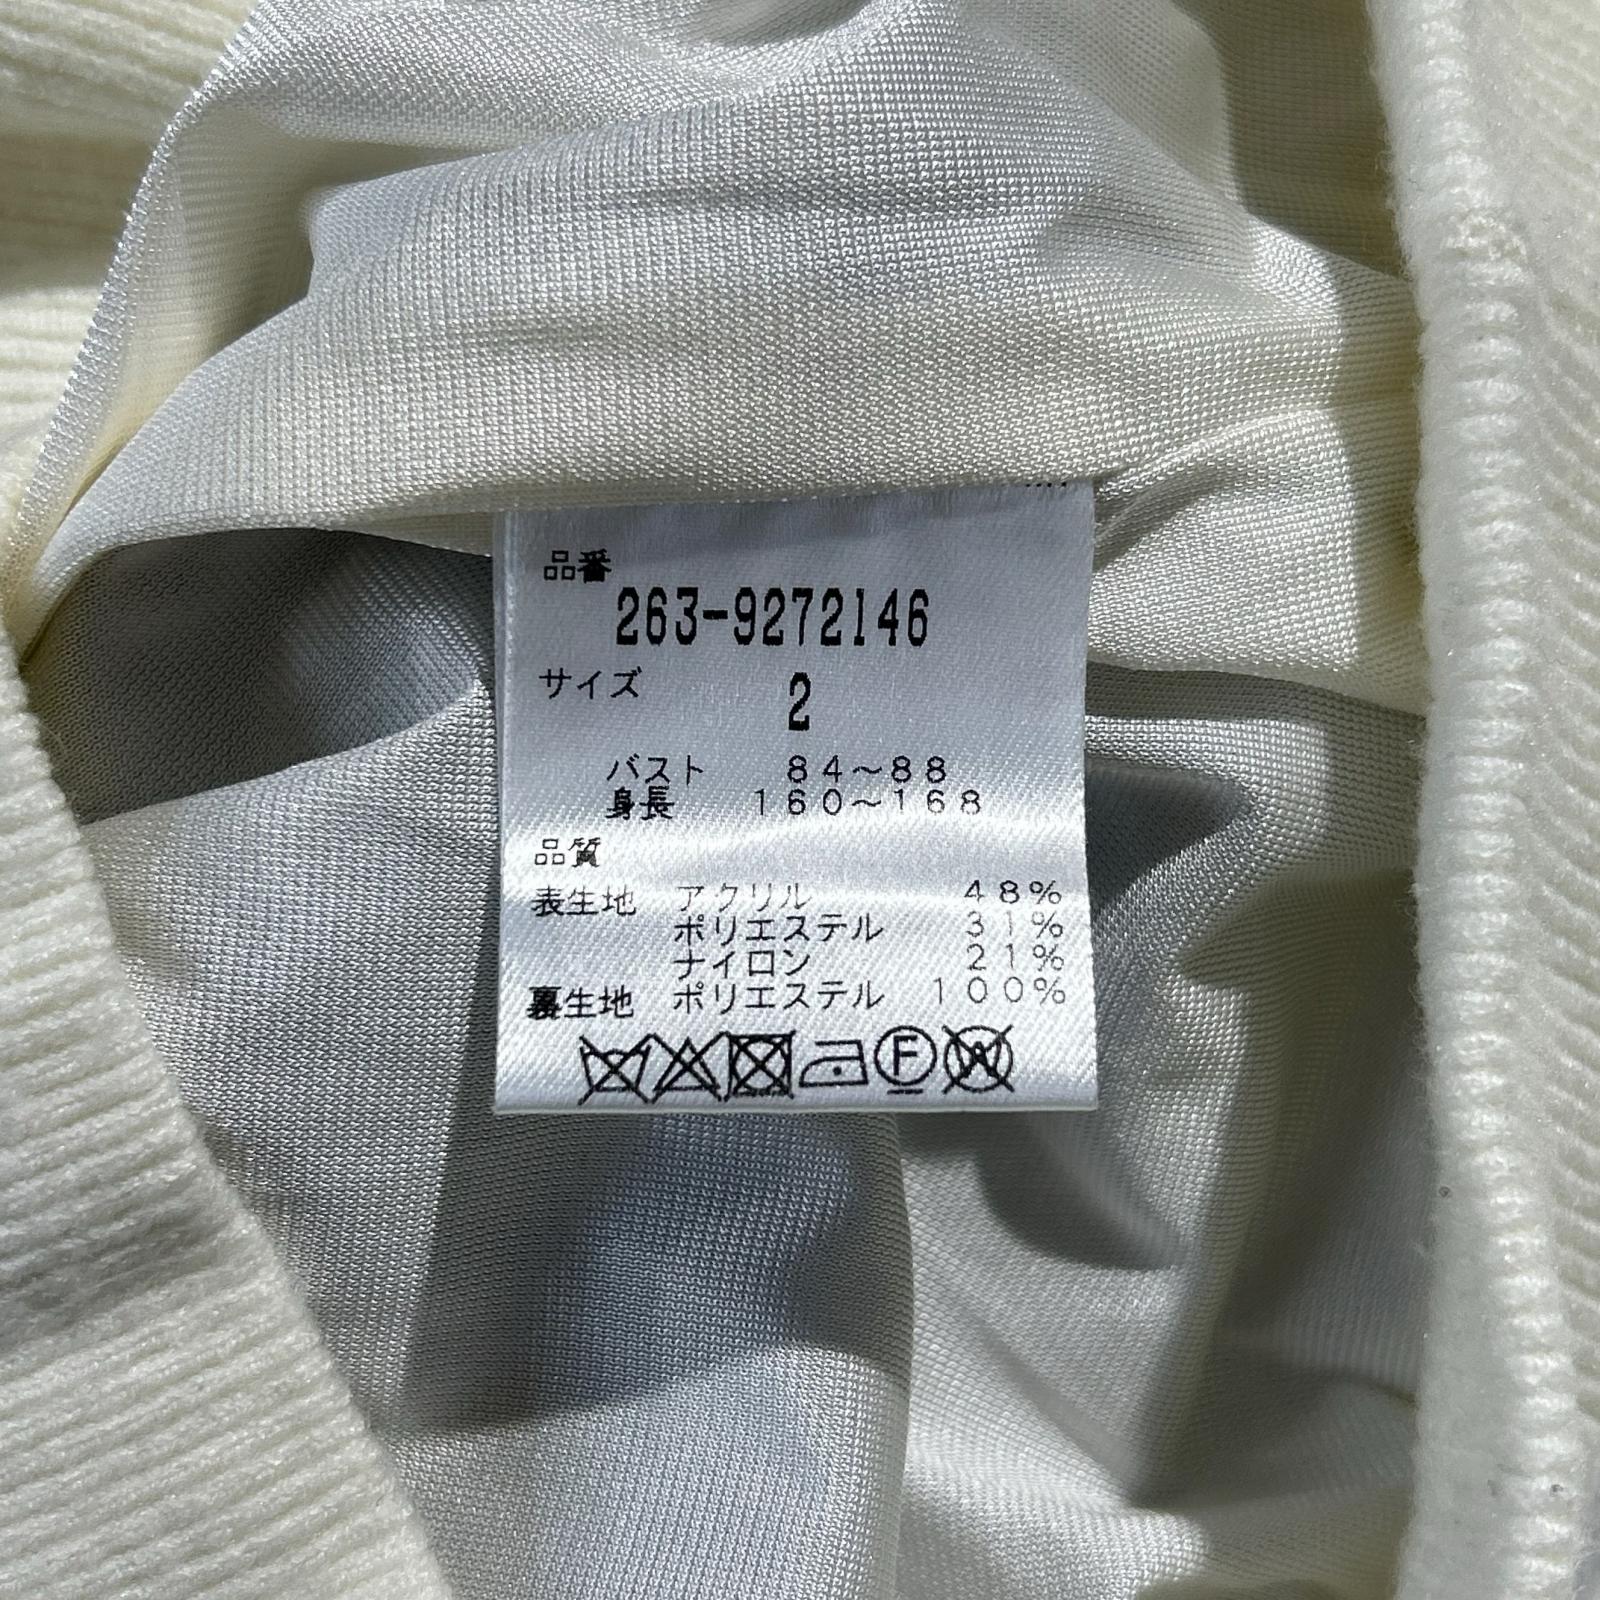 品番
263-9272146
サイズ 2
バスト 84～88
身長 160～168
品質
表生地 アクリル 48%
ポリエステル 31%
ナイロン 21%
裏生地 ポリエステル 100%
F W